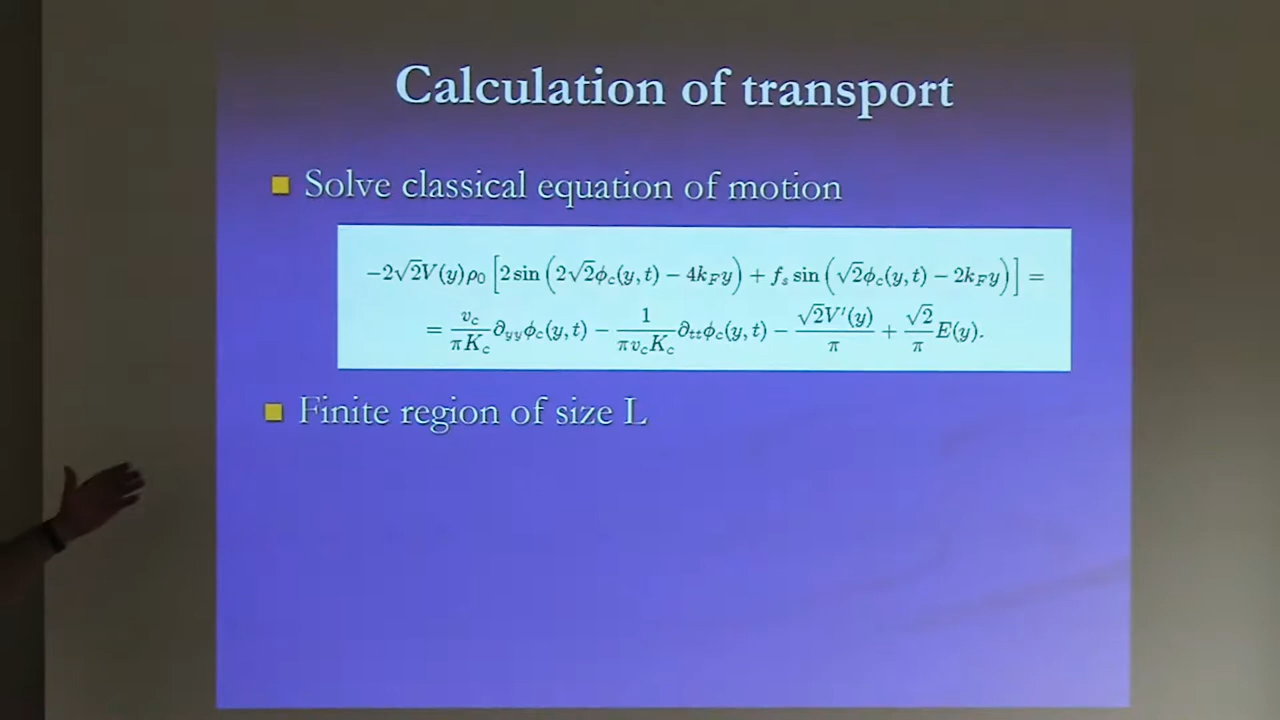 Calculation of transport
Solve classical equation of motion
−2√2V(y)ρ₀ [2 sin (2√2ϕ_c(y,t) − 4k_F y) + f_s sin (√2ϕ_c(y,t) − 2k_F y)] =
= v_c/(πK_c) ∂_yy ϕ_c(y,t) − 1/(πv_cK_c) ∂_tt ϕ_c(y,t) − √2V′(y)/π + √2/π E(y).
Finite region of size L